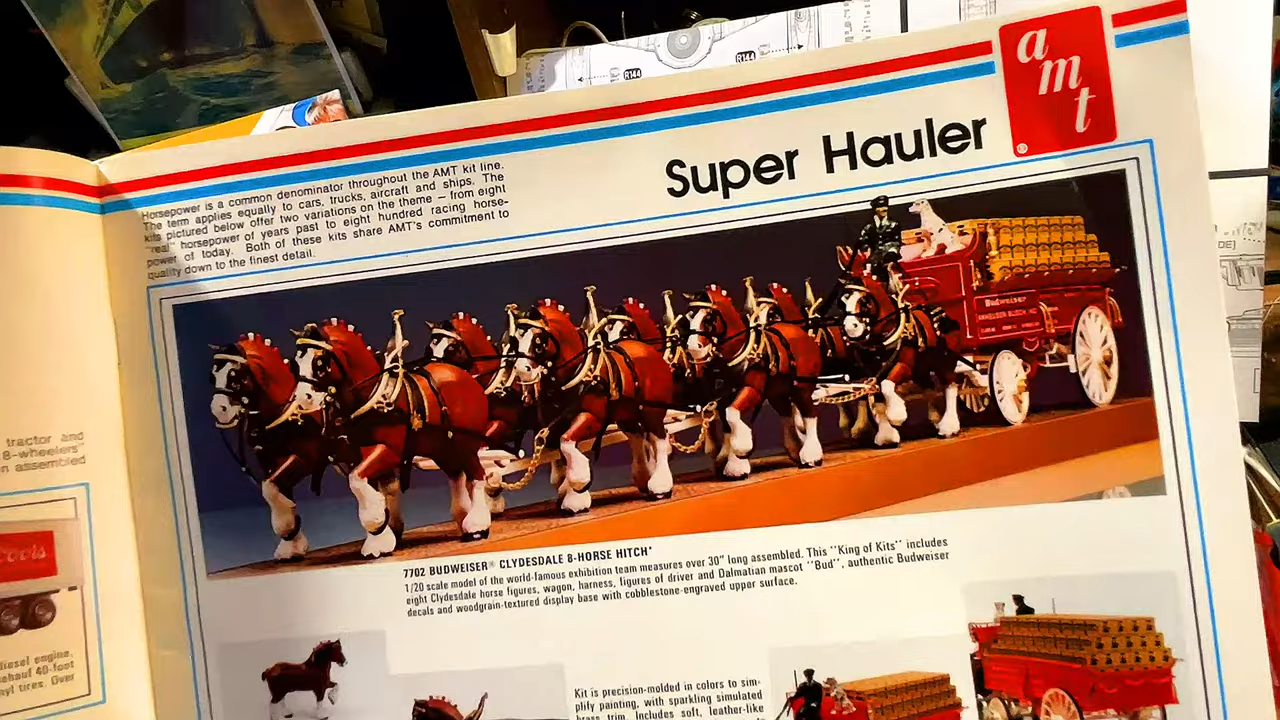 R144
R144
amt
®
Super Hauler
Horsepower is a common denominator throughout the AMT kit line.
The term applies equally to cars, trucks, aircraft and ships. The
kits pictured below offer two variations on the theme – from eight
"real" horsepower of years past to eight hundred racing horse-
power of today. Both of these kits share AMT's commitment to
quality down to the finest detail.
Budweiser
ANHEUSER BUSCH, INC
7702 BUDWEISER® CLYDESDALE 8-HORSE HITCH*
1/20 scale model of the world-famous exhibition team measures over 30" long assembled. This "King of Kits" includes
eight Clydesdale horse figures, wagon, harness, figures of driver and Dalmatian mascot "Bud", authentic Budweiser
decals and woodgrain-textured display base with cobblestone-engraved upper surface.
tractor and
8-wheelers
n assembled
diesel engine.
40-foot
tires. Over
Kit is precision-molded in colors to sim-
plify painting, with sparkling simulated
brass trim. Includes soft, leather-like